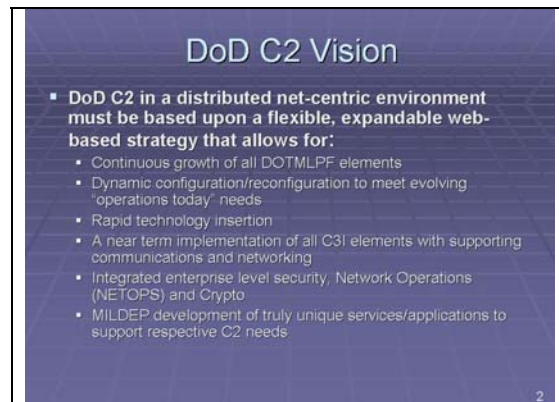 DoD C2 Vision
▪ DoD C2 in a distributed net-centric environment
must be based upon a flexible, expandable web-
based strategy that allows for:
▪ Continuous growth of all DOTMLPF elements
▪ Dynamic configuration/reconfiguration to meet evolving
"operations today" needs
▪ Rapid technology insertion
▪ A near term implementation of all C3I elements with supporting
communications and networking
▪ Integrated enterprise level security, Network Operations
(NETOPS) and Crypto
▪ MILDEP development of truly unique services/applications to
support respective C2 needs
2